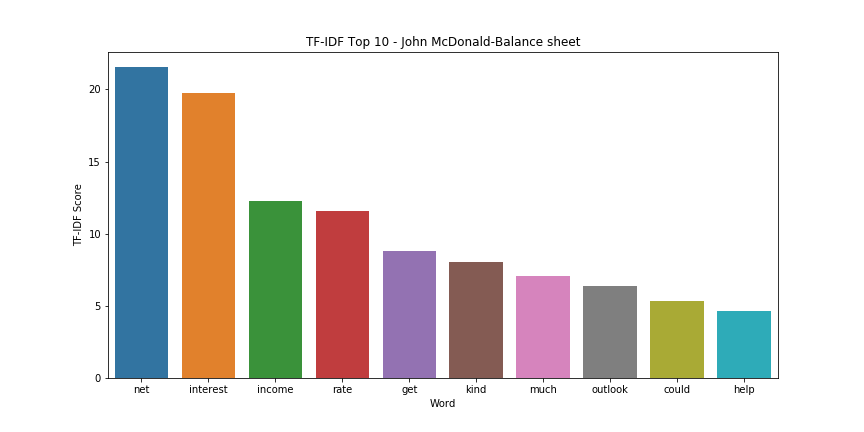 TF-IDF Top 10 - John McDonald-Balance sheet
TF-IDF Score
20
15
10
5
0
net interest income rate get kind much outlook could help
Word